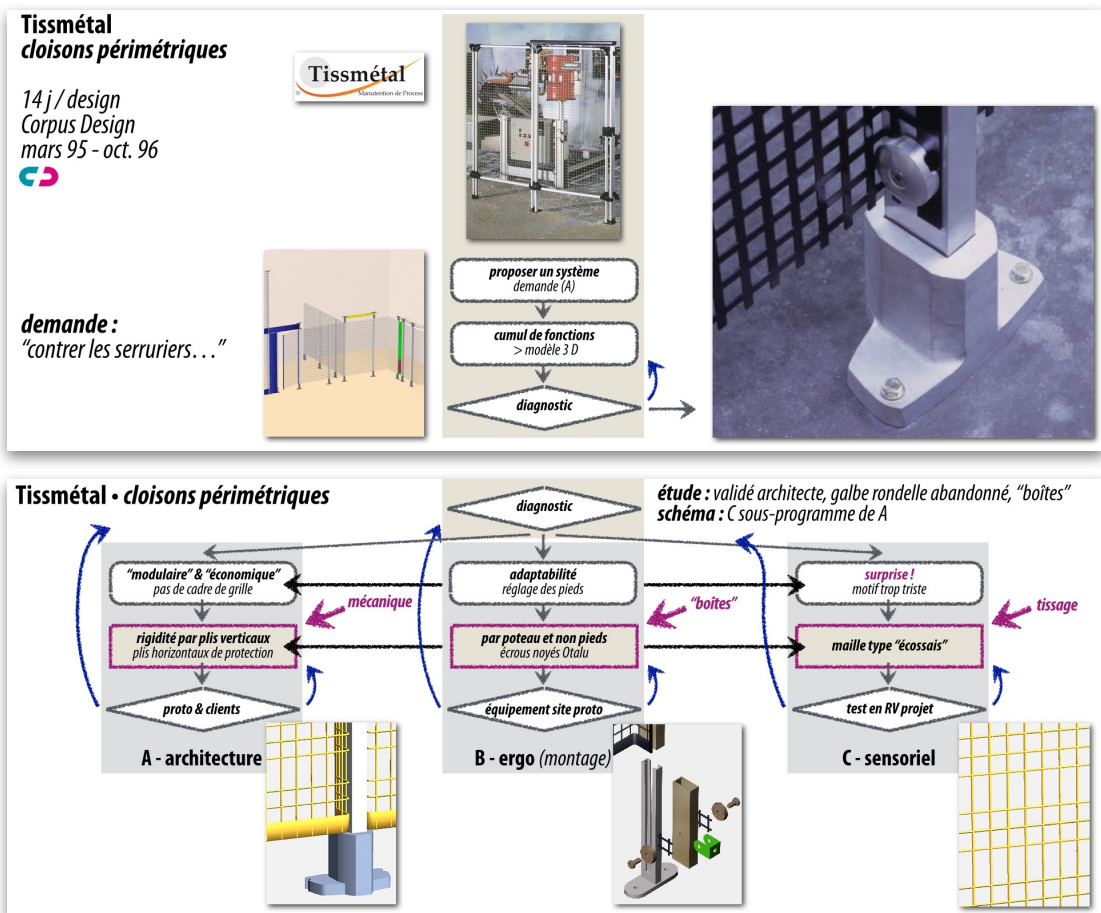 Tissmétal
cloisons périmétriques
14 j / design
Corpus Design
mars 95 - oct. 96
Tissmétal
Manutention de Process
demande :
“contrer les serruriers…”
proposer un système
demande (A)
cumul de fonctions
> modèle 3 D
diagnostic
Tissmétal • cloisons périmétriques
diagnostic
étude : validé architecte, galbe rondelle abandonné, “boîtes”
schéma : C sous-programme de A
“modulaire” & “économique”
pas de cadre de grille
mécanique
rigidité par plis verticaux
plis horizontaux de protection
proto & clients
A - architecture
adaptabilité
réglage des pieds
“boîtes”
par poteau et non pieds
écrous noyés Otalu
équipement site proto
B - ergo (montage)
surprise !
motif trop triste
tissage
maille type “écossais”
test en RV projet
C - sensoriel